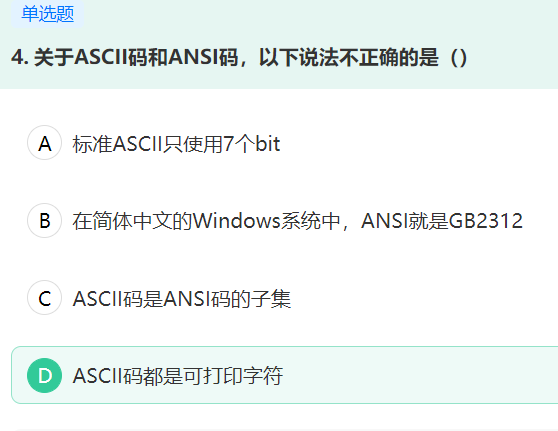 单选题
4. 关于ASCII码和ANSI码，以下说法不正确的是（）
A 标准ASCII只使用7个bit
B 在简体中文的Windows系统中，ANSI就是GB2312
C ASCII码是ANSI码的子集
D ASCII码都是可打印字符